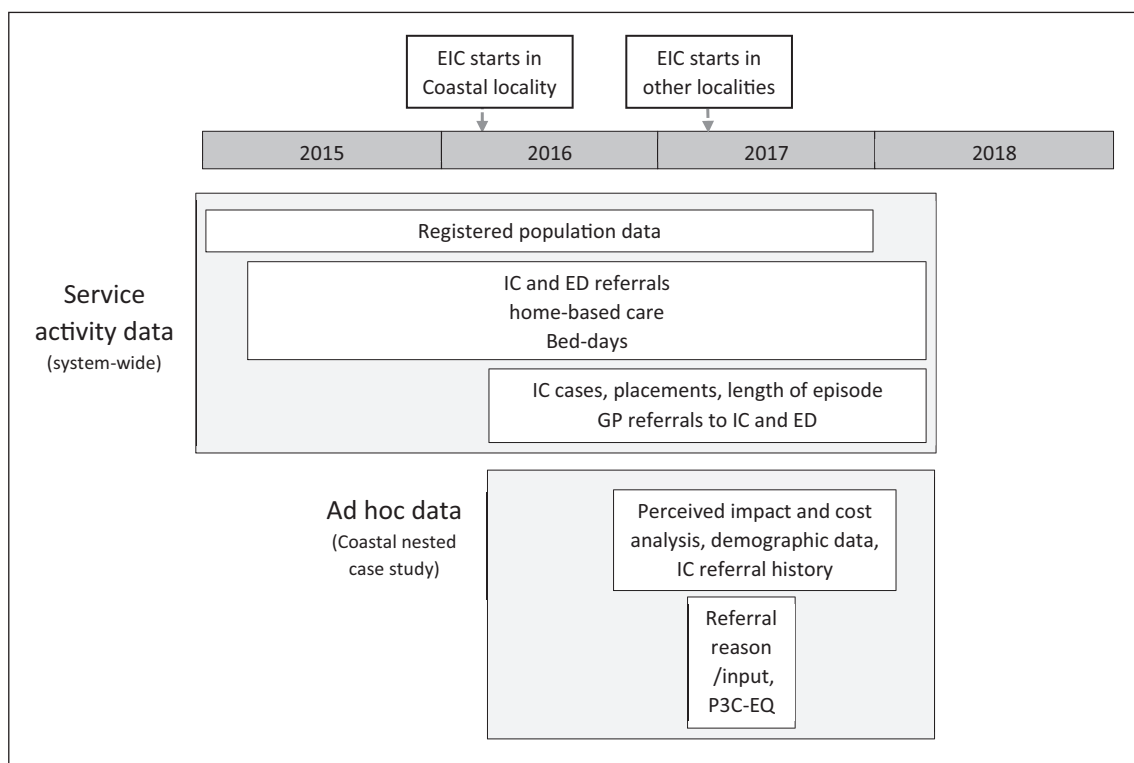 EIC starts in
Coastal locality
EIC starts in
other localities
2015
2016
2017
2018
Service
activity data
(system-wide)
Registered population data
IC and ED referrals
home-based care
Bed-days
IC cases, placements, length of episode
GP referrals to IC and ED
Ad hoc data
(Coastal nested
case study)
Perceived impact and cost
analysis, demographic data,
IC referral history
Referral
reason
/input,
P3C-EQ